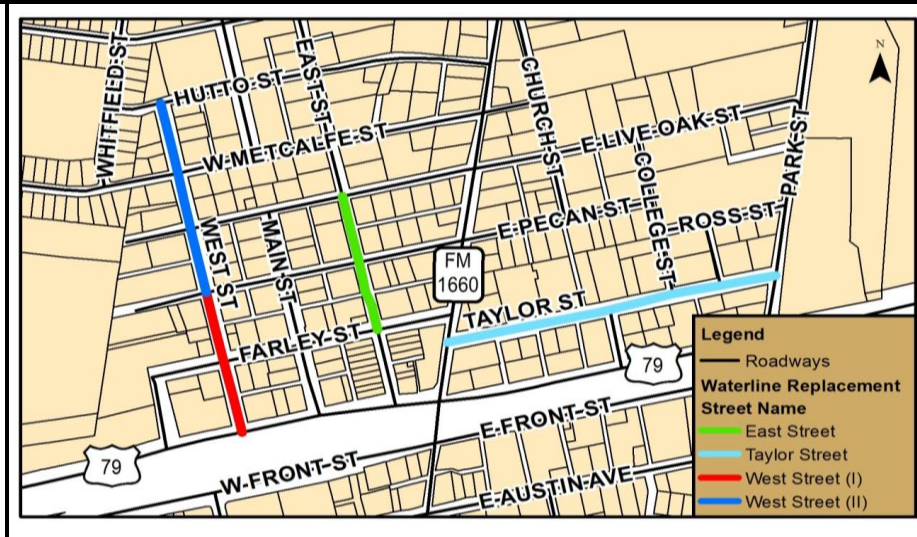 WHITFIELD ST
HUTTO ST
EAST ST
CHURCH ST
N
W METCALFE ST
E LIVE OAK ST
PARK ST
COLLEGE ST
WEST ST
MAIN ST
E PECAN ST
ROSS ST
FM
1660
TAYLOR ST
FARLEY ST
79
79
E FRONT ST
W FRONT ST
E AUSTIN AVE
Legend
Roadways
Waterline Replacement
Street Name
East Street
Taylor Street
West Street (I)
West Street (II)